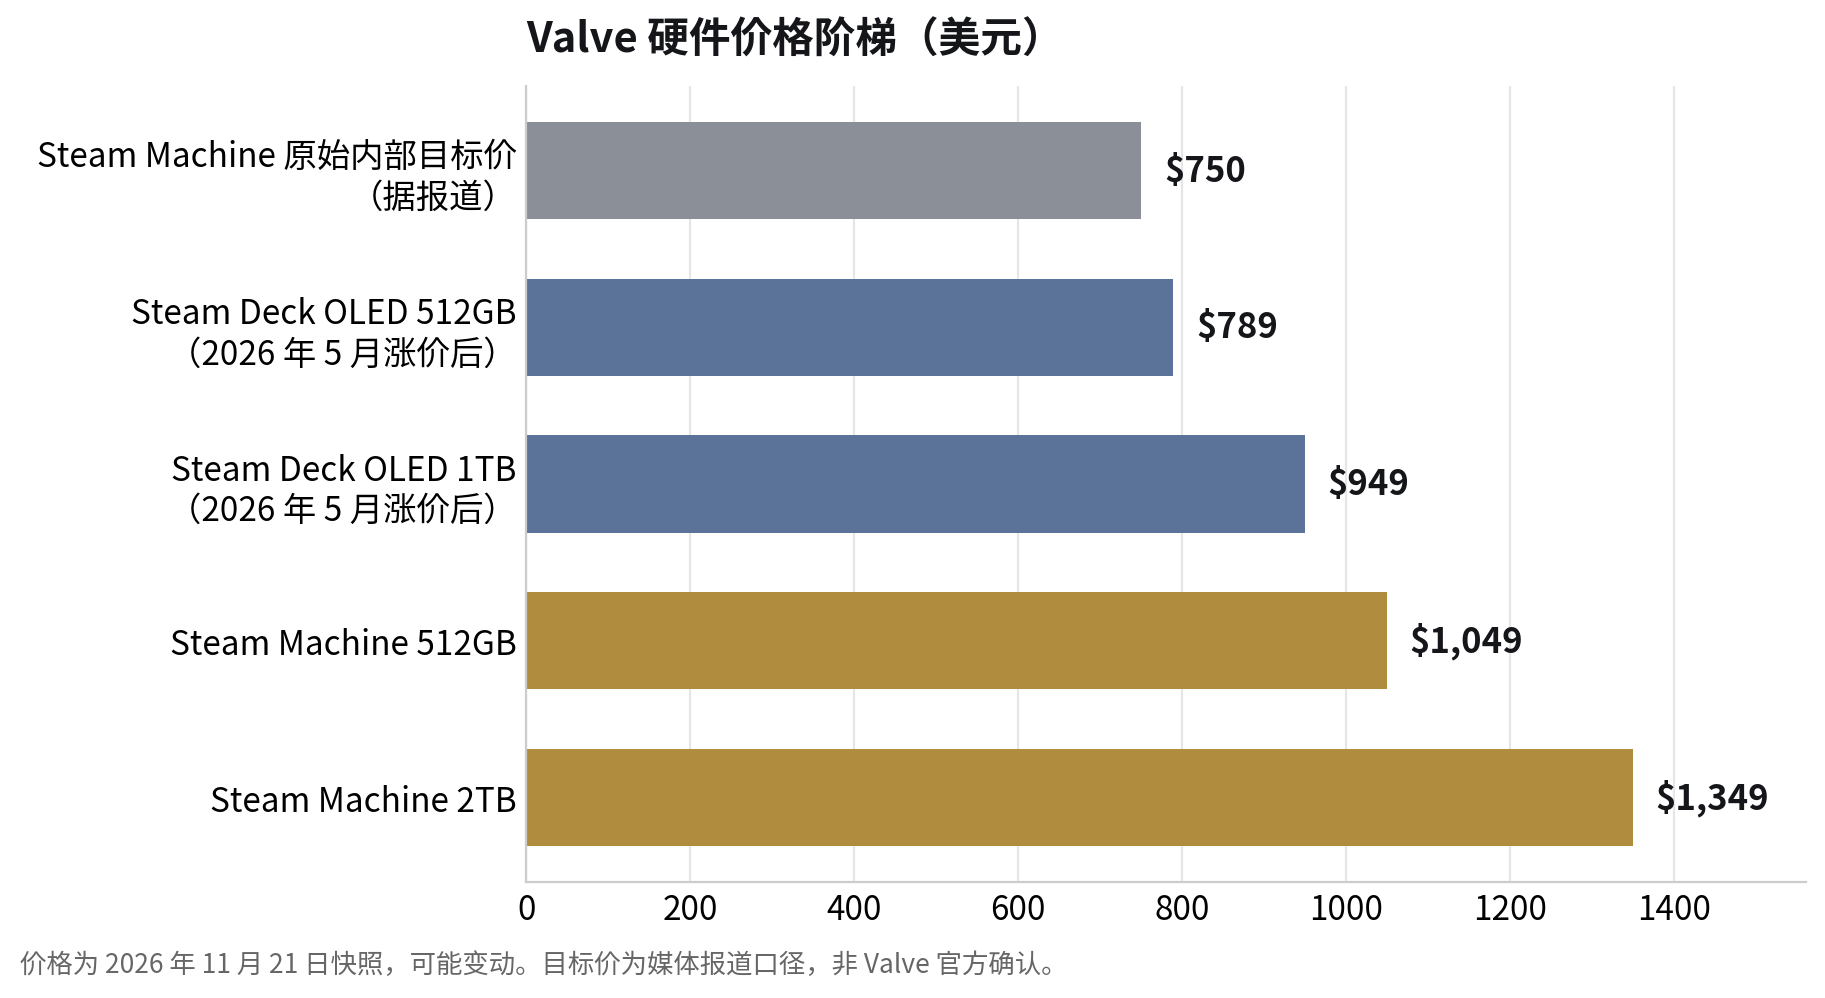 Valve 硬件价格阶梯（美元）
Steam Machine 原始内部目标价
（据报道）
$750
Steam Deck OLED 512GB
（2026 年 5 月涨价后）
$789
Steam Deck OLED 1TB
（2026 年 5 月涨价后）
$949
Steam Machine 512GB
$1,049
Steam Machine 2TB
$1,349
0 200 400 600 800 1000 1200 1400
价格为 2026 年 11 月 21 日快照，可能变动。目标价为媒体报道口径，非 Valve 官方确认。